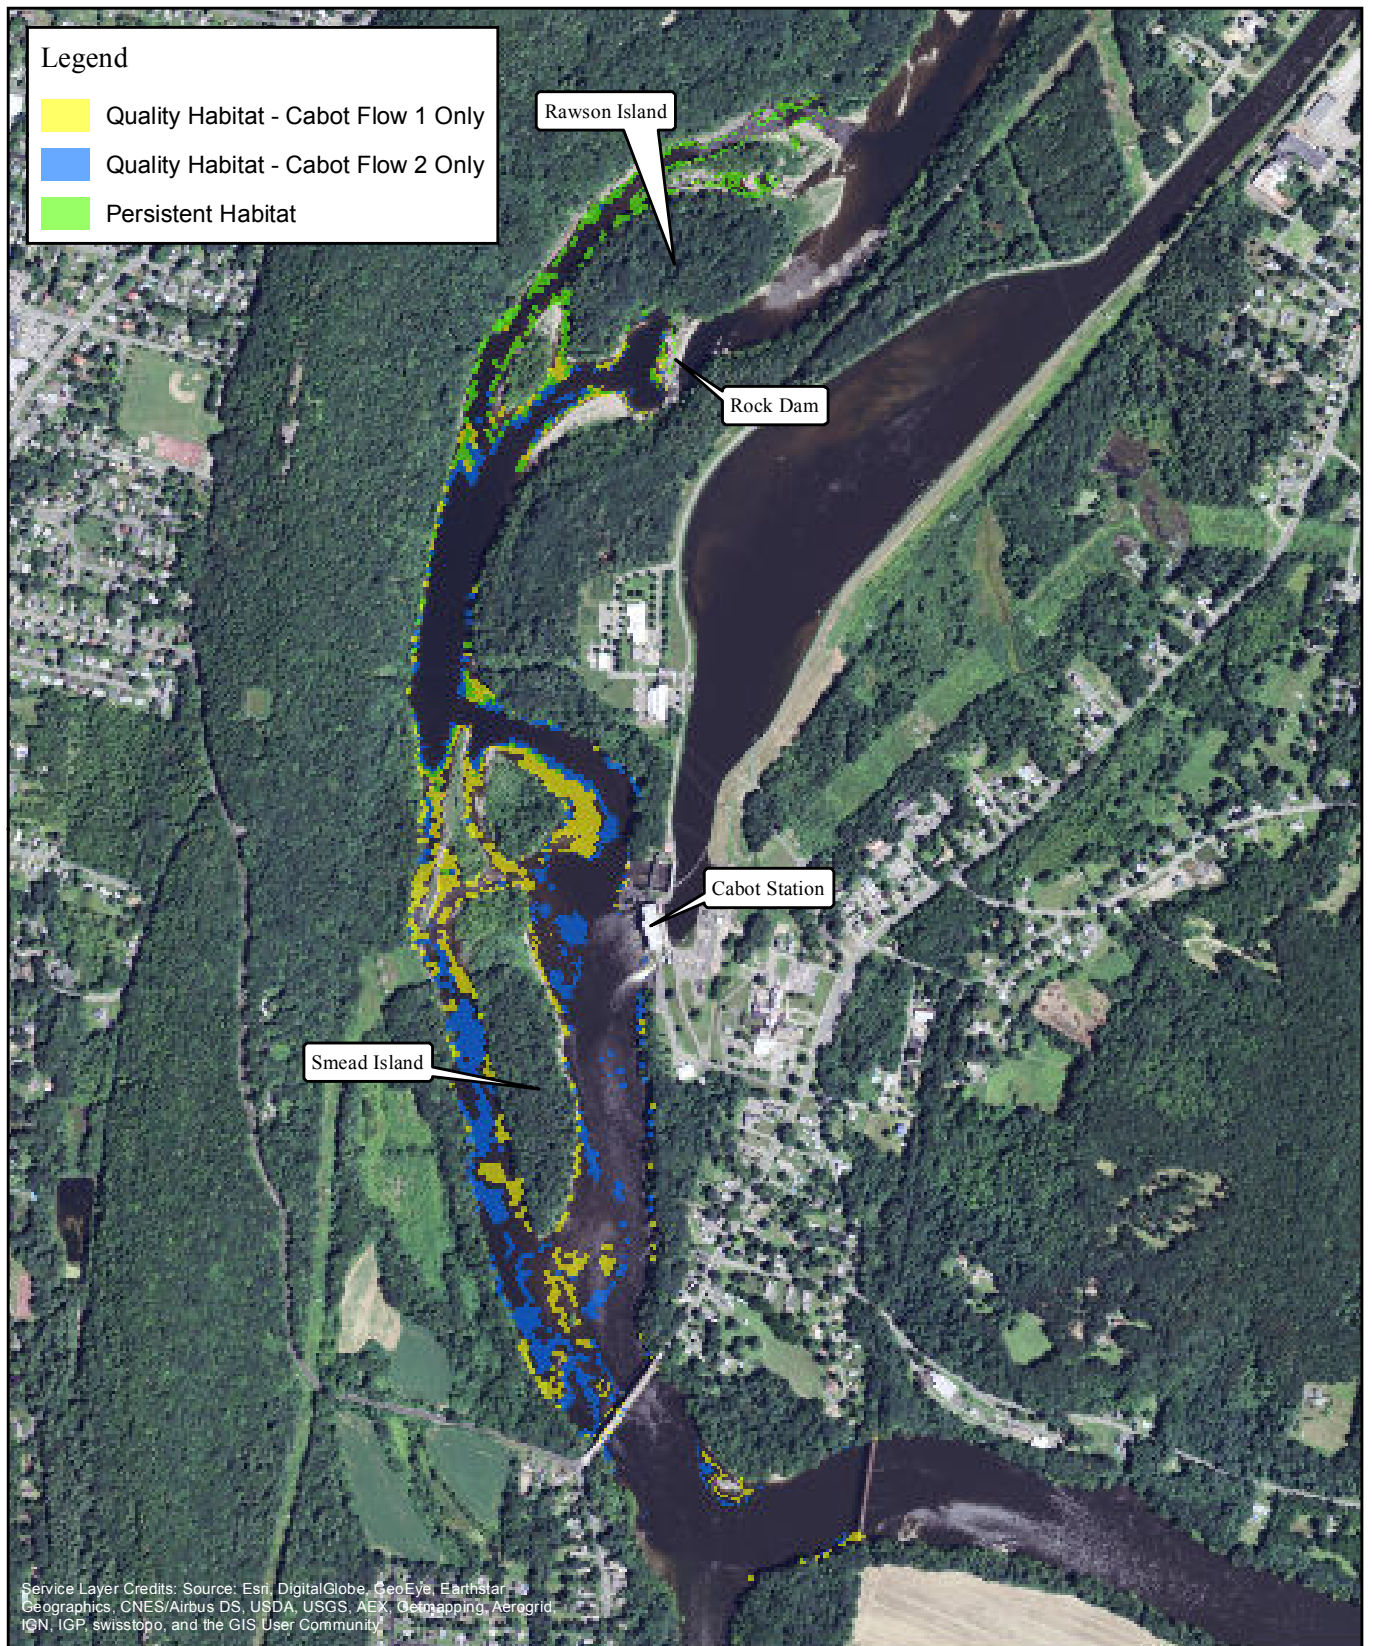 Legend
Quality Habitat - Cabot Flow 1 Only
Quality Habitat - Cabot Flow 2 Only
Persistent Habitat
Rawson Island
Rock Dam
Cabot Station
Smead Island
Service Layer Credits: Source: Esri, DigitalGlobe, GeoEye, Earthstar
Geographics, CNES/Airbus DS, USDA, USGS, AEX, Getmapping, Aerogrid,
IGN, IGP, swisstopo, and the GIS User Community